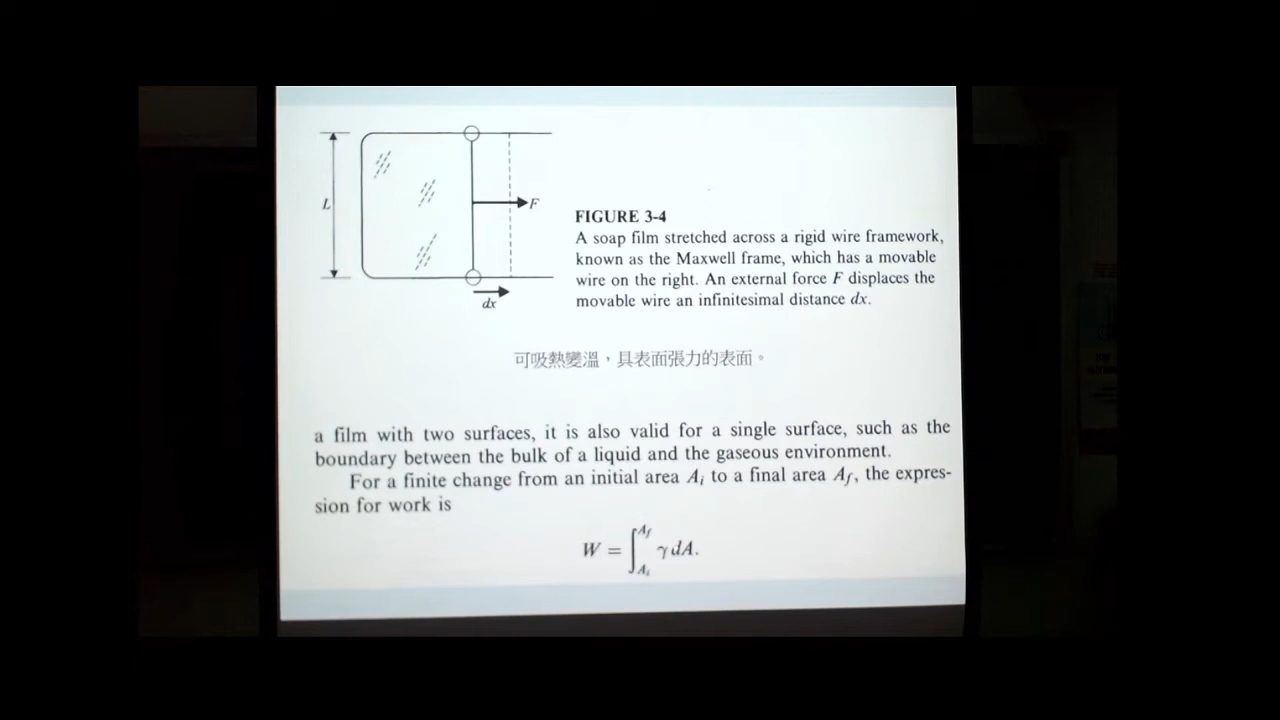 L
F
dx
FIGURE 3-4
A soap film stretched across a rigid wire framework,
known as the Maxwell frame, which has a movable
wire on the right. An external force F displaces the
movable wire an infinitesimal distance dx.
可吸熱變溫，具表面張力的表面。
a film with two surfaces, it is also valid for a single surface, such as the
boundary between the bulk of a liquid and the gaseous environment.
For a finite change from an initial area Ai to a final area Af, the expres-
sion for work is
W = ∫_{Ai}^{Af} γ dA.